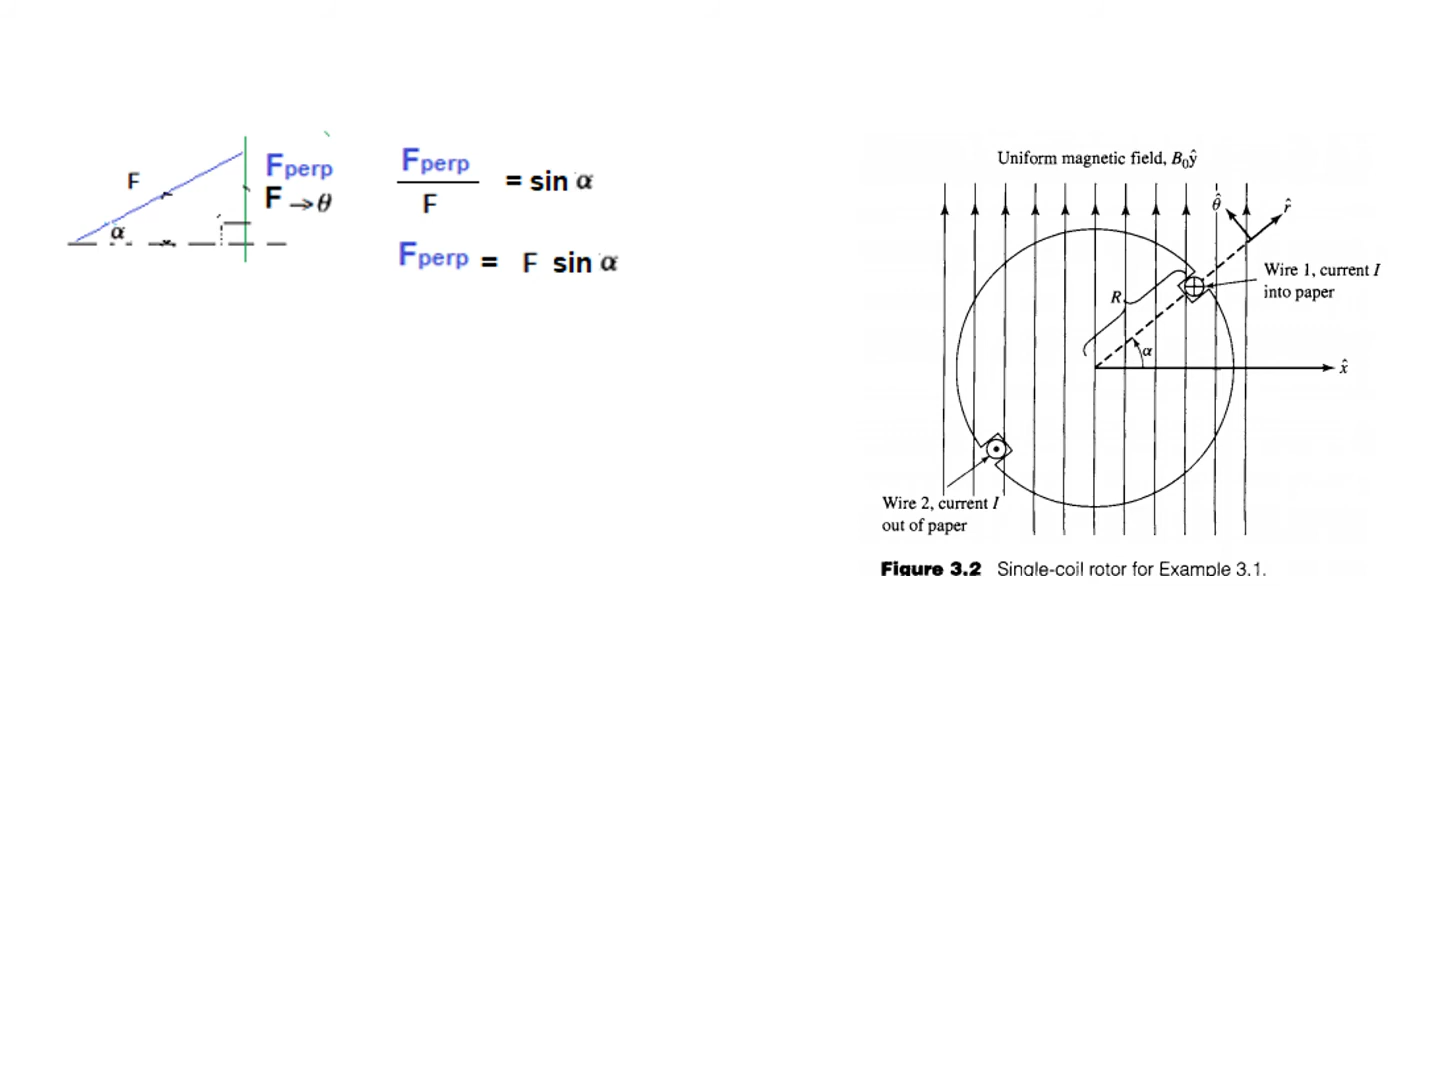 F
α
Fperp
F →θ
Fperp
F
= sin α
Fperp = F sin α
Uniform magnetic field, B₀ŷ
θ̂
r̂
Wire 1, current I
into paper
R
α
x̂
Wire 2, current I
out of paper
Figure 3.2 Single-coil rotor for Example 3.1.